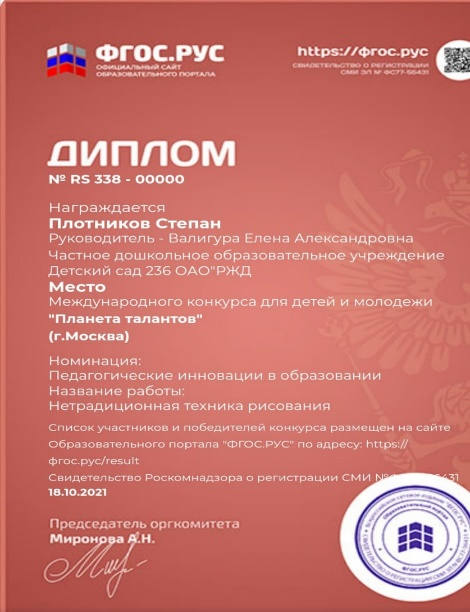 ФГОС.РУС
ОФИЦИАЛЬНЫЙ САЙТ
ОБРАЗОВАТЕЛЬНОГО ПОРТАЛА
https://фгос.рус
СВИДЕТЕЛЬСТВО О РЕГИСТРАЦИИ
СМИ ЭЛ № ФС77-56431
ДИПЛОМ
№ RS 338 - 00000
Награждается
Плотников Степан
Руководитель - Валигура Елена Александровна
Частное дошкольное образовательное учреждение
Детский сад 236 ОАО"РЖД
Место
Международного конкурса для детей и молодежи
"Планета талантов"
(г.Москва)
Номинация:
Педагогические инновации в образовании
Название работы:
Нетрадиционная техника рисования
Список участников и победителей конкурса размещен на сайте
Образовательного портала "ФГОС.РУС" по адресу: https://
фгос.рус/result
Свидетельство Роскомнадзора о регистрации СМИ
18.10.2021
Председатель оргкомитета
Миронова А.Н.
Образовательный портал
ФГОС.РУС